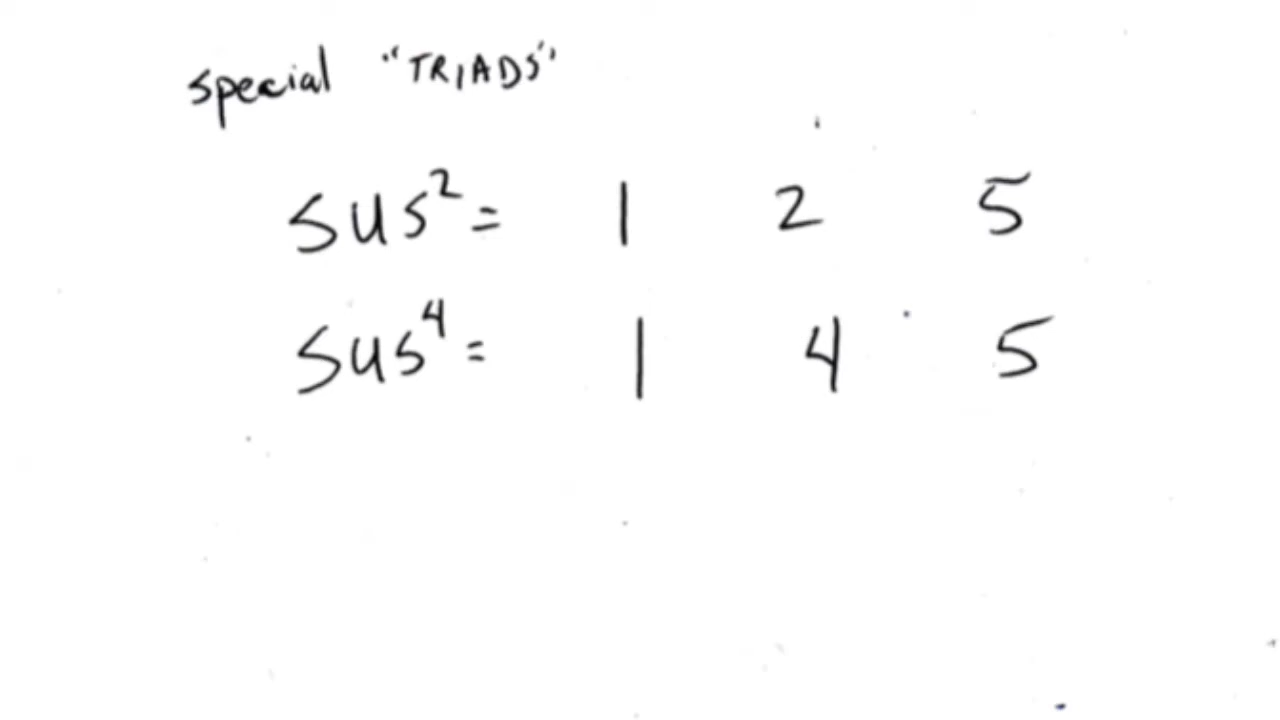 special "TRIADS"
sus² = 1 2 5
sus⁴ = 1 4 5